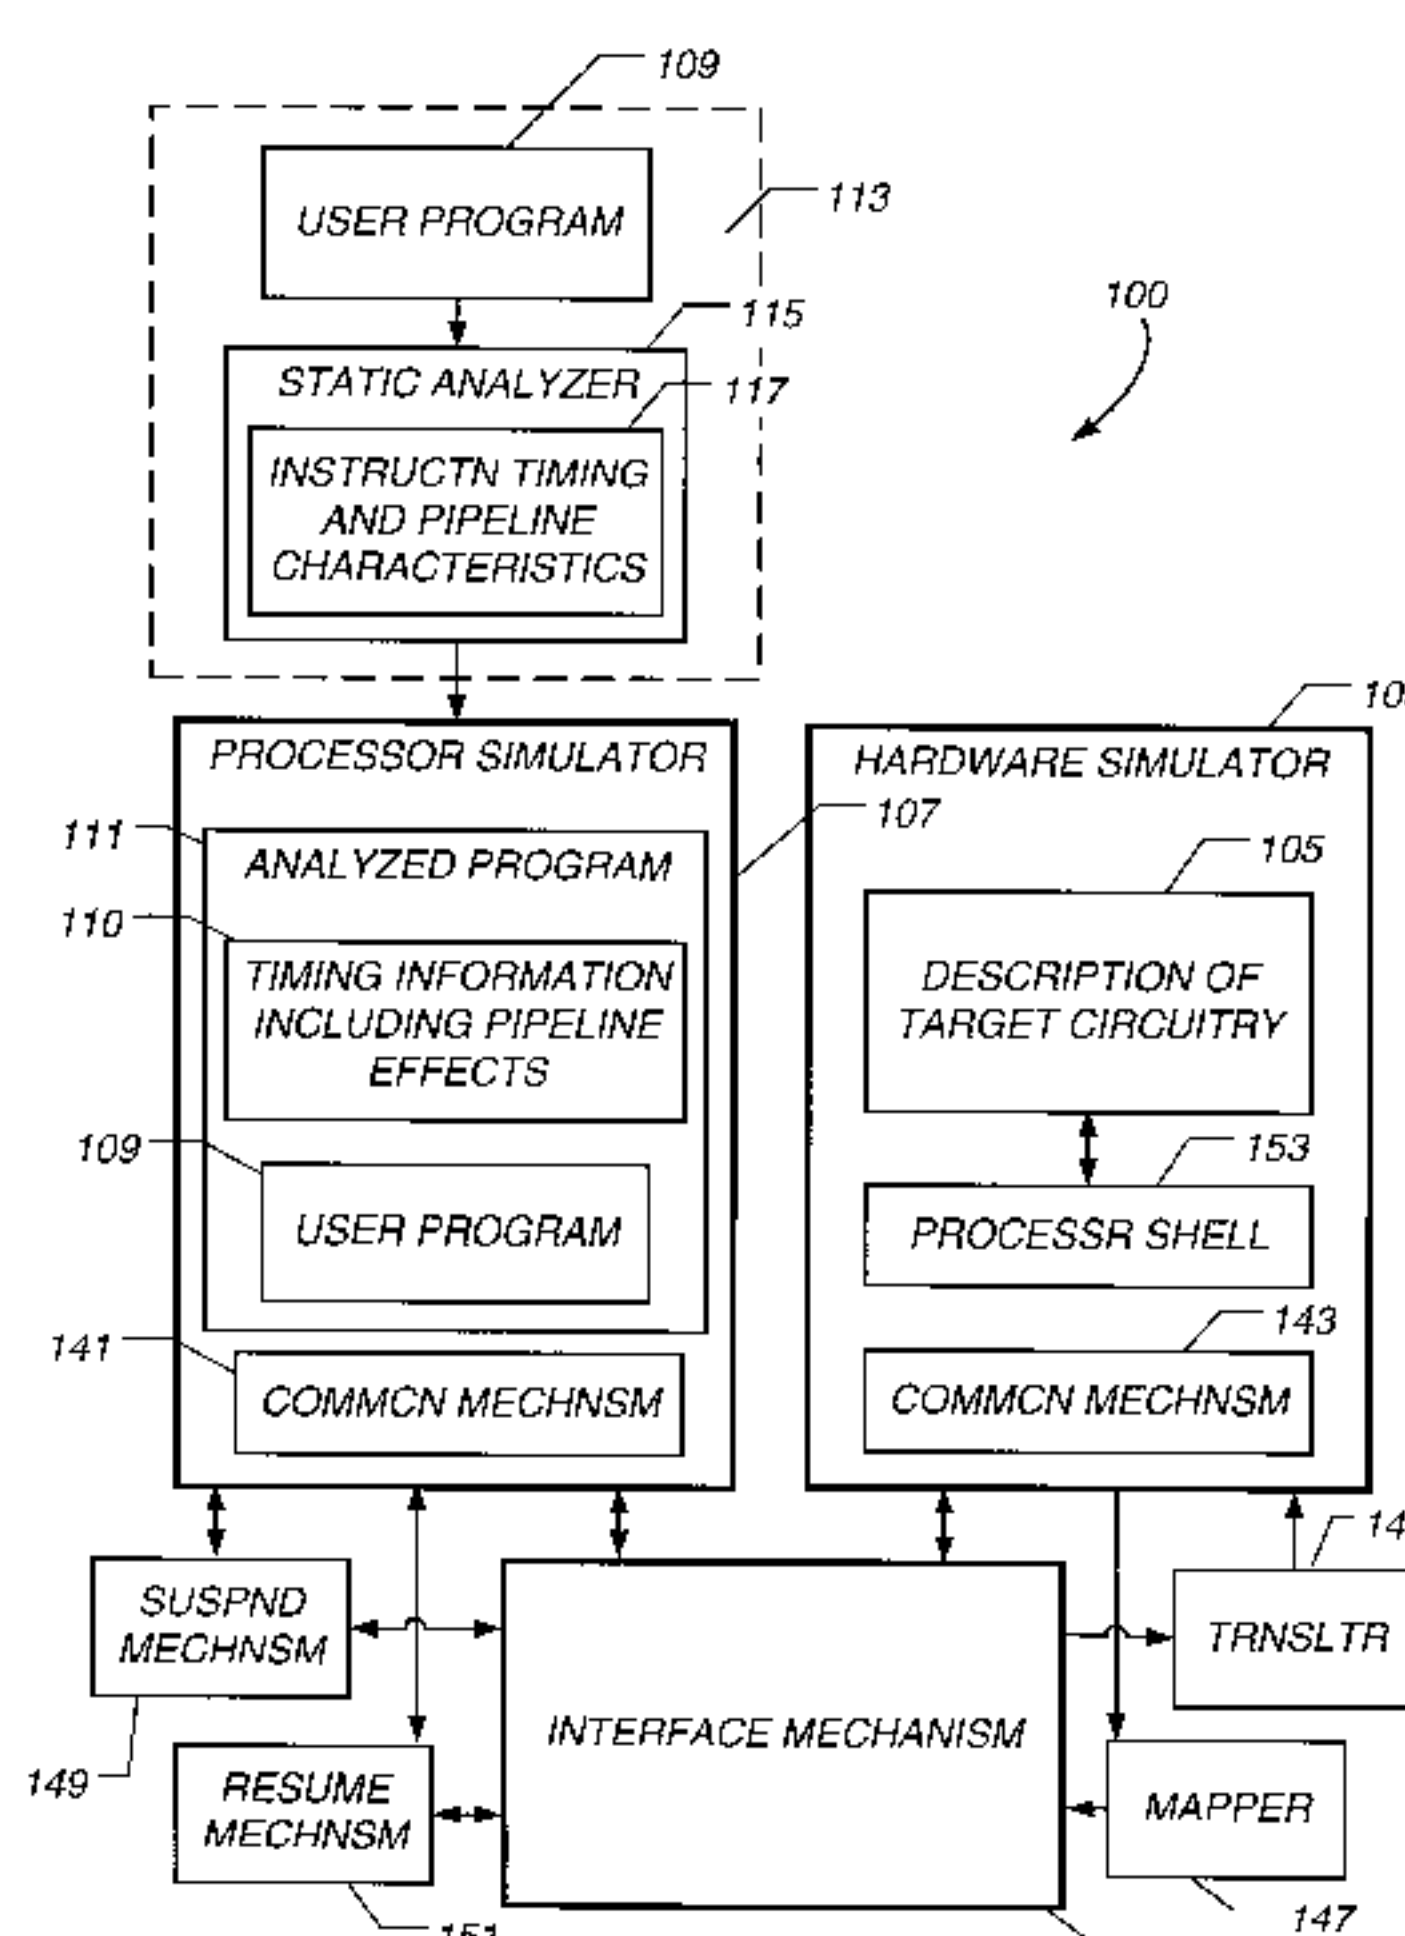 109
USER PROGRAM
113
100
115
STATIC ANALYZER
117
INSTRUCTN TIMING
AND PIPELINE
CHARACTERISTICS
PROCESSOR SIMULATOR
HARDWARE SIMULATOR
107
111
ANALYZED PROGRAM
105
110
TIMING INFORMATION
INCLUDING PIPELINE
EFFECTS
DESCRIPTION OF
TARGET CIRCUITRY
109
USER PROGRAM
153
PROCESSR SHELL
141
COMMCN MECHNSM
143
COMMCN MECHNSM
SUSPND
MECHNSM
TRNSLTR
INTERFACE MECHANISM
149
RESUME
MECHNSM
MAPPER
151
147